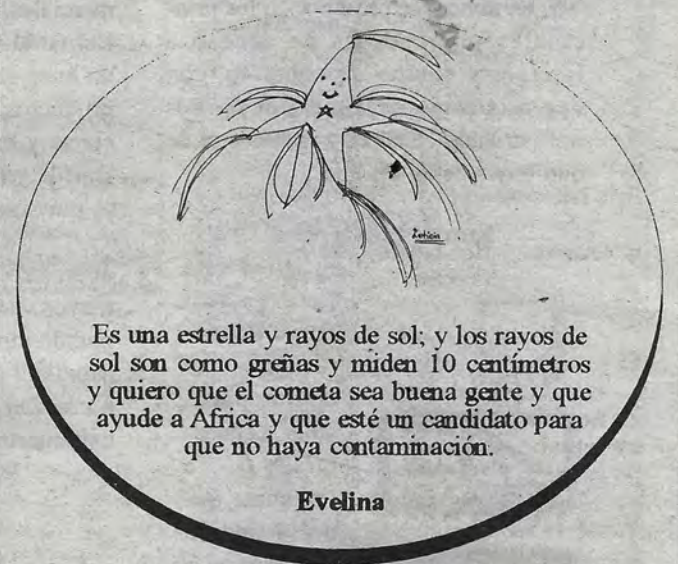 Leticia
Es una estrella y rayos de sol; y los rayos de
sol son como greñas y miden 10 centímetros
y quiero que el cometa sea buena gente y que
ayude a Africa y que esté un candidato para
que no haya contaminación.
Evelina